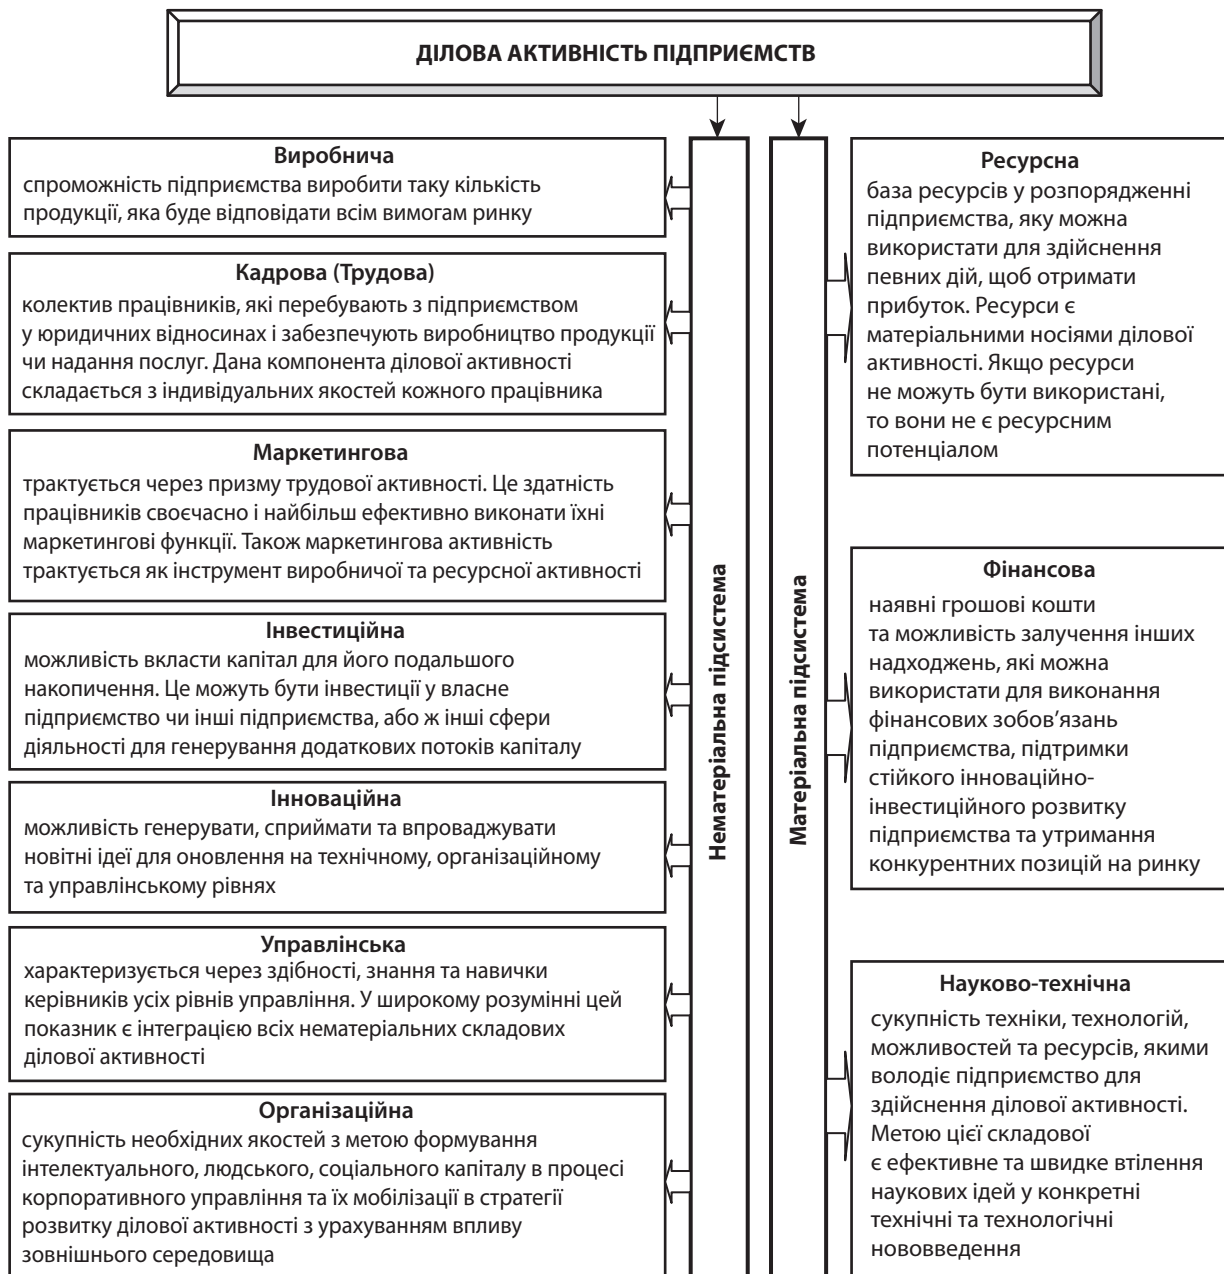 ДІЛОВА АКТИВНІСТЬ ПІДПРИЄМСТВ
Виробнича
спроможність підприємства виробити таку кількість
продукції, яка буде відповідати всім вимогам ринку
Кадрова (Трудова)
колектив працівників, які перебувають з підприємством
у юридичних відносинах і забезпечують виробництво продукції
чи надання послуг. Дана компонента ділової активності
складається з індивідуальних якостей кожного працівника
Маркетингова
трактується через призму трудової активності. Це здатність
працівників своєчасно і найбільш ефективно виконати їхні
маркетингові функції. Також маркетингова активність
трактується як інструмент виробничої та ресурсної активності
Інвестиційна
можливість вкласти капітал для його подальшого
накопичення. Це можуть бути інвестиції у власне
підприємство чи інші підприємства, або ж інші сфери
діяльності для генерування додаткових потоків капіталу
Інноваційна
можливість генерувати, сприймати та впроваджувати
новітні ідеї для оновлення на технічному, організаційному
та управлінському рівнях
Управлінська
характеризується через здібності, знання та навички
керівників усіх рівнів управління. У широкому розумінні цей
показник є інтеграцією всіх нематеріальних складових
ділової активності
Організаційна
сукупність необхідних якостей з метою формування
інтелектуального, людського, соціального капіталу в процесі
корпоративного управління та їх мобілізації в стратегії
розвитку ділової активності з урахуванням впливу
зовнішнього середовища
Нематеріальна підсистема
Матеріальна підсистема
Ресурсна
база ресурсів у розпорядженні
підприємства, яку можна
використати для здійснення
певних дій, щоб отримати
прибуток. Ресурси є
матеріальними носіями ділової
активності. Якщо ресурси
не можуть бути використані,
то вони не є ресурсним
потенціалом
Фінансова
наявні грошові кошти
та можливість залучення інших
надходжень, які можна
використати для виконання
фінансових зобов’язань
підприємства, підтримки
стійкого інноваційно-
інвестиційного розвитку
підприємства та утримання
конкурентних позицій на ринку
Науково-технічна
сукупність техніки, технологій,
можливостей та ресурсів, якими
володіє підприємство для
здійснення ділової активності.
Метою цієї складової
є ефективне та швидке втілення
наукових ідей у конкретні
технічні та технологічні
нововведення